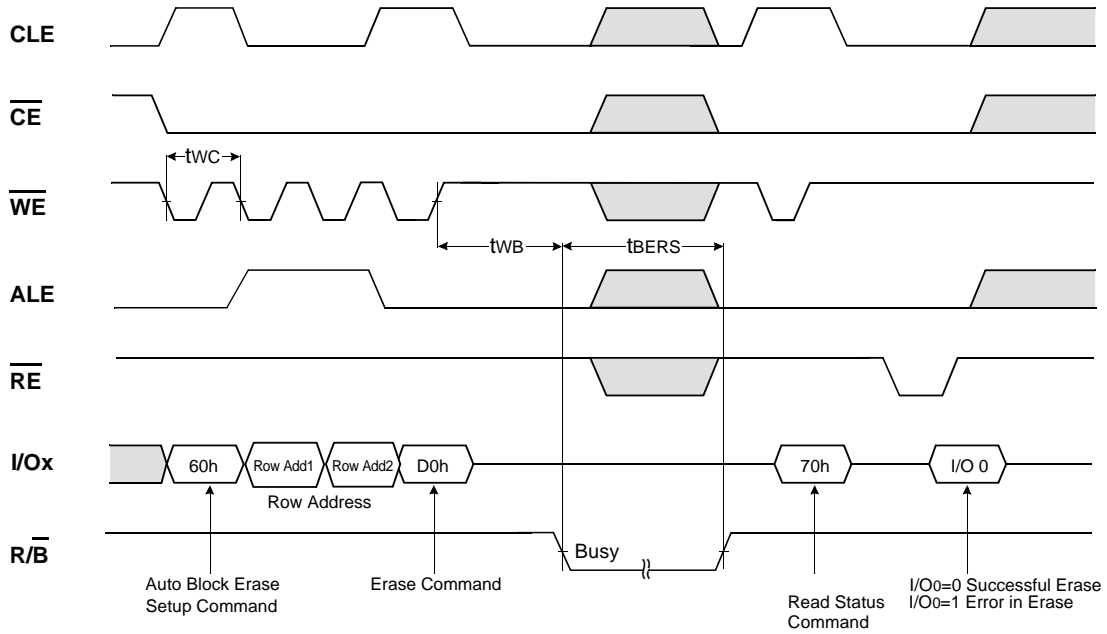 CLE
CE
tWC
WE
tWB
tBERS
ALE
RE
I/Ox
60h
Row Add1
Row Add2
D0h
70h
I/O 0
Row Address
R/B
Busy
Auto Block Erase
Setup Command
Erase Command
Read Status
Command
I/O0=0 Successful Erase
I/O0=1 Error in Erase